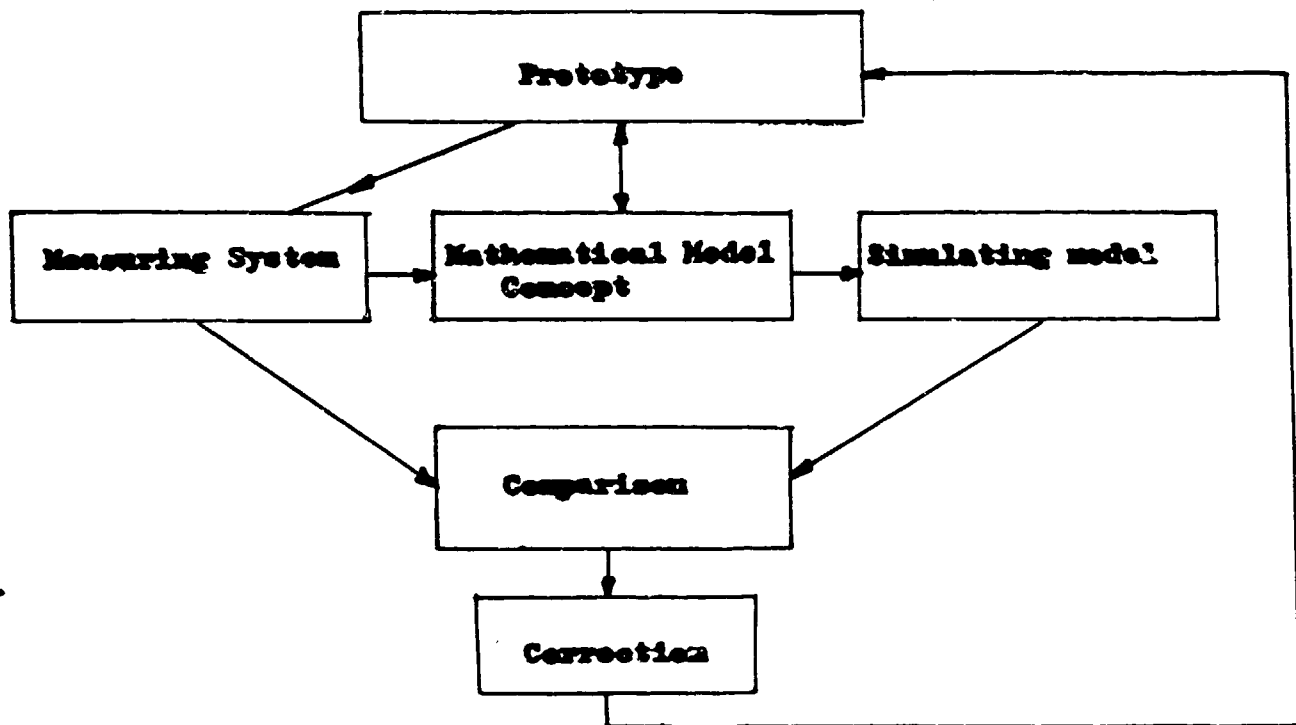 Prototype
Measuring System
Mathematical Model
Concept
Simulating model
Comparison
Correction